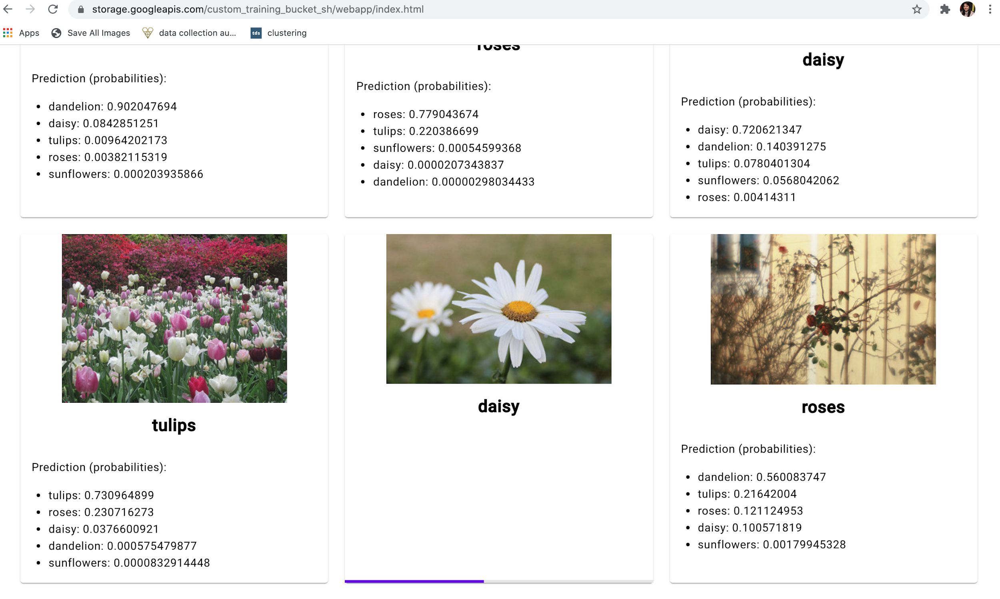 storage.googleapis.com/custom_training_bucket_sh/webapp/index.html
Apps
Save All Images
data collection au...
tds
clustering
Prediction (probabilities):
dandelion: 0.902047694
daisy: 0.0842851251
tulips: 0.00964202173
roses: 0.00382115319
sunflowers: 0.000203935866
roses
Prediction (probabilities):
roses: 0.779043674
tulips: 0.220386699
sunflowers: 0.00054599368
daisy: 0.0000207343837
dandelion: 0.00000298034433
daisy
Prediction (probabilities):
daisy: 0.720621347
dandelion: 0.140391275
tulips: 0.0780401304
sunflowers: 0.0568042062
roses: 0.00414311
tulips
Prediction (probabilities):
tulips: 0.730964899
roses: 0.230716273
daisy: 0.0376600921
dandelion: 0.000575479877
sunflowers: 0.0000832914448
daisy
roses
Prediction (probabilities):
dandelion: 0.560083747
tulips: 0.21642004
roses: 0.121124953
daisy: 0.100571819
sunflowers: 0.00179945328